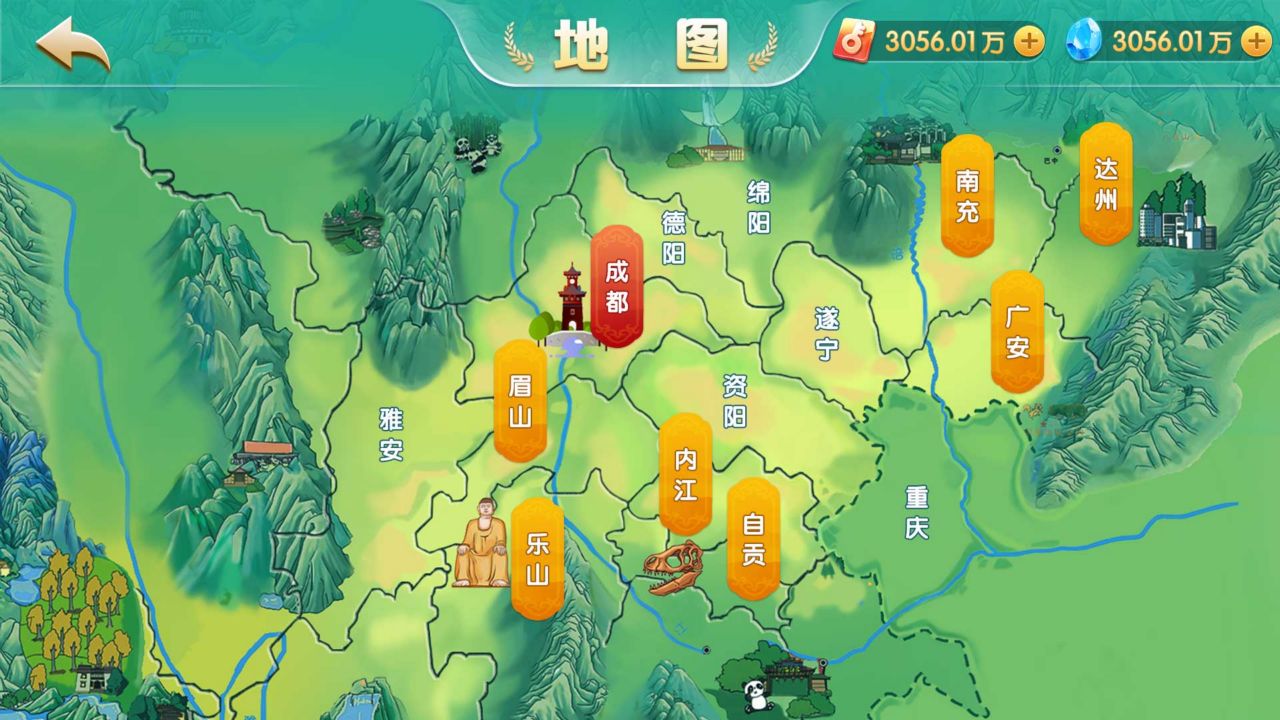 地 图
3056.01万
3056.01万
南充
达州
巴中
绵阳
德阳
成都
广安
遂宁
眉山
资阳
雅安
内江
自贡
重庆
乐山